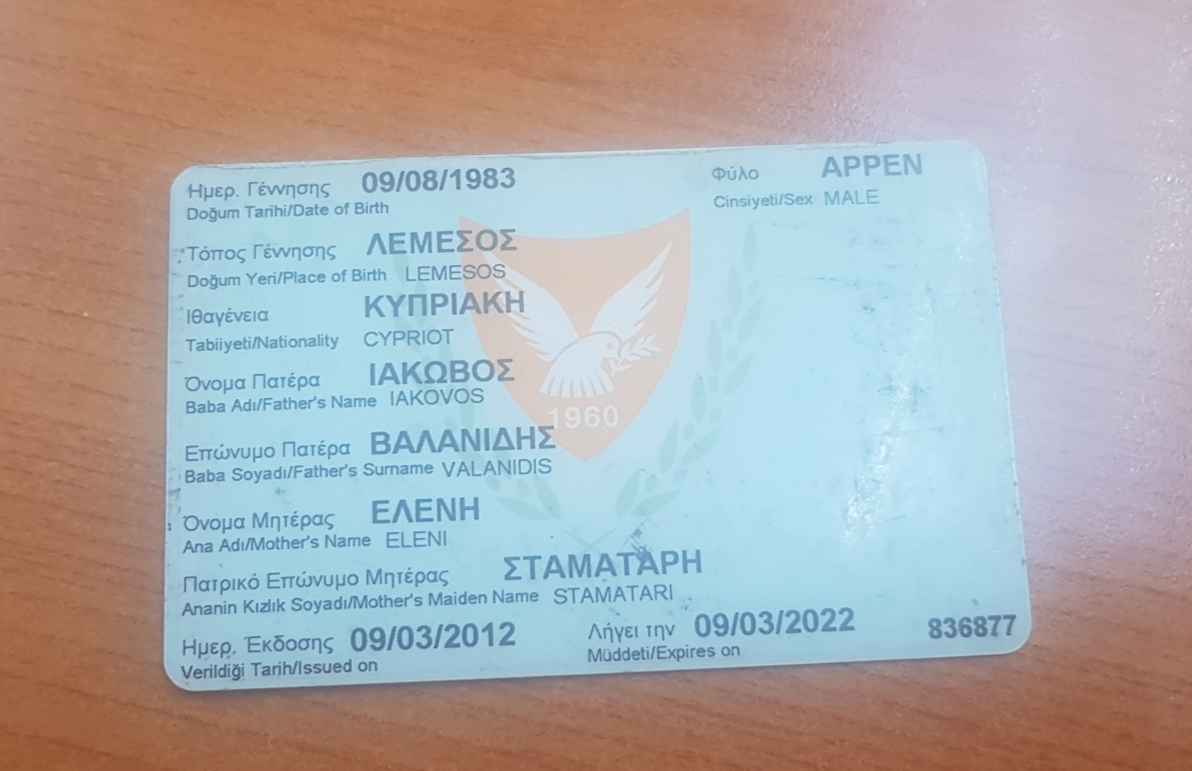 Ημερ. Γέννησης 09/08/1983 Φύλο ΑΡΡΕΝ
Doğum Tarihi/Date of Birth Cinsiyeti/Sex MALE
Τόπος Γέννησης ΛΕΜΕΣΟΣ
Doğum Yeri/Place of Birth LEMESOS
Ιθαγένεια ΚΥΠΡΙΑΚΗ
Tabiiyeti/Nationality CYPRIOT
Όνομα Πατέρα ΙΑΚΩΒΟΣ
Baba Adı/Father's Name IAKOVOS
1960
Επώνυμο Πατέρα ΒΑΛΑΝΙΔΗΣ
Baba Soyadı/Father's Surname VALANIDIS
Όνομα Μητέρας ΕΛΕΝΗ
Ana Adı/Mother's Name ELENI
Πατρικό Επώνυμο Μητέρας ΣΤΑΜΑΤΑΡΗ
Ananin Kızlık Soyadı/Mother's Maiden Name STAMATARI
Ημερ. Έκδοσης 09/03/2012 Λήγει την 09/03/2022 836877
Verildiği Tarih/Issued on Müddeti/Expires on